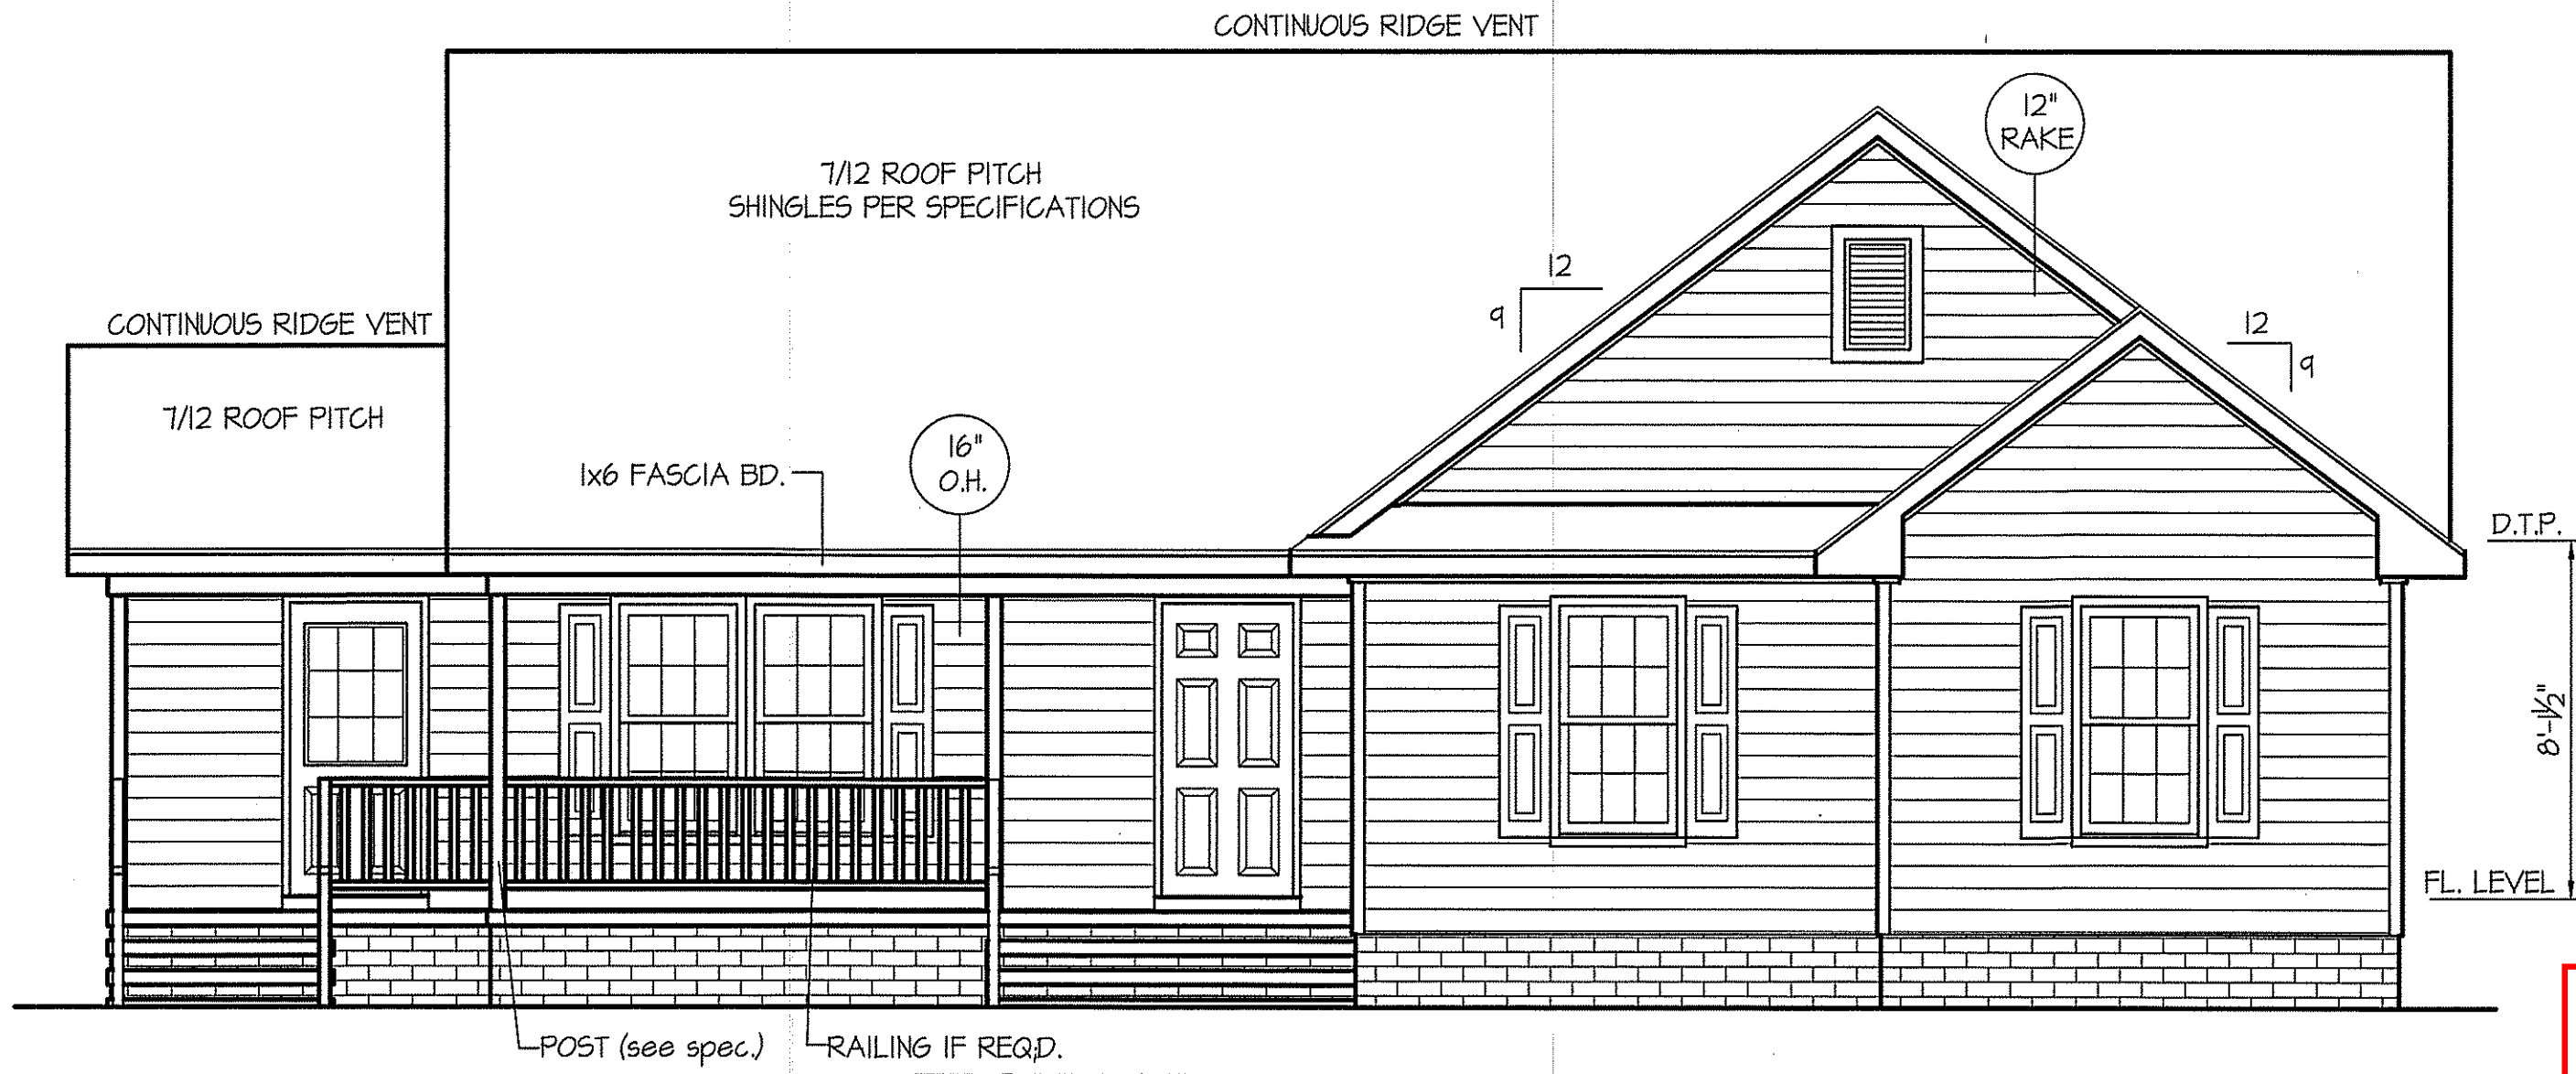 CONTINUOUS RIDGE VENT
12"
RAKE
7/12 ROOF PITCH
SHINGLES PER SPECIFICATIONS
12
9
CONTINUOUS RIDGE VENT
12
9
7/12 ROOF PITCH
16"
O.H.
1x6 FASCIA BD.
D.T.P.
8'-1½"
FL. LEVEL
POST (see spec.)
RAILING IF REQ;D.